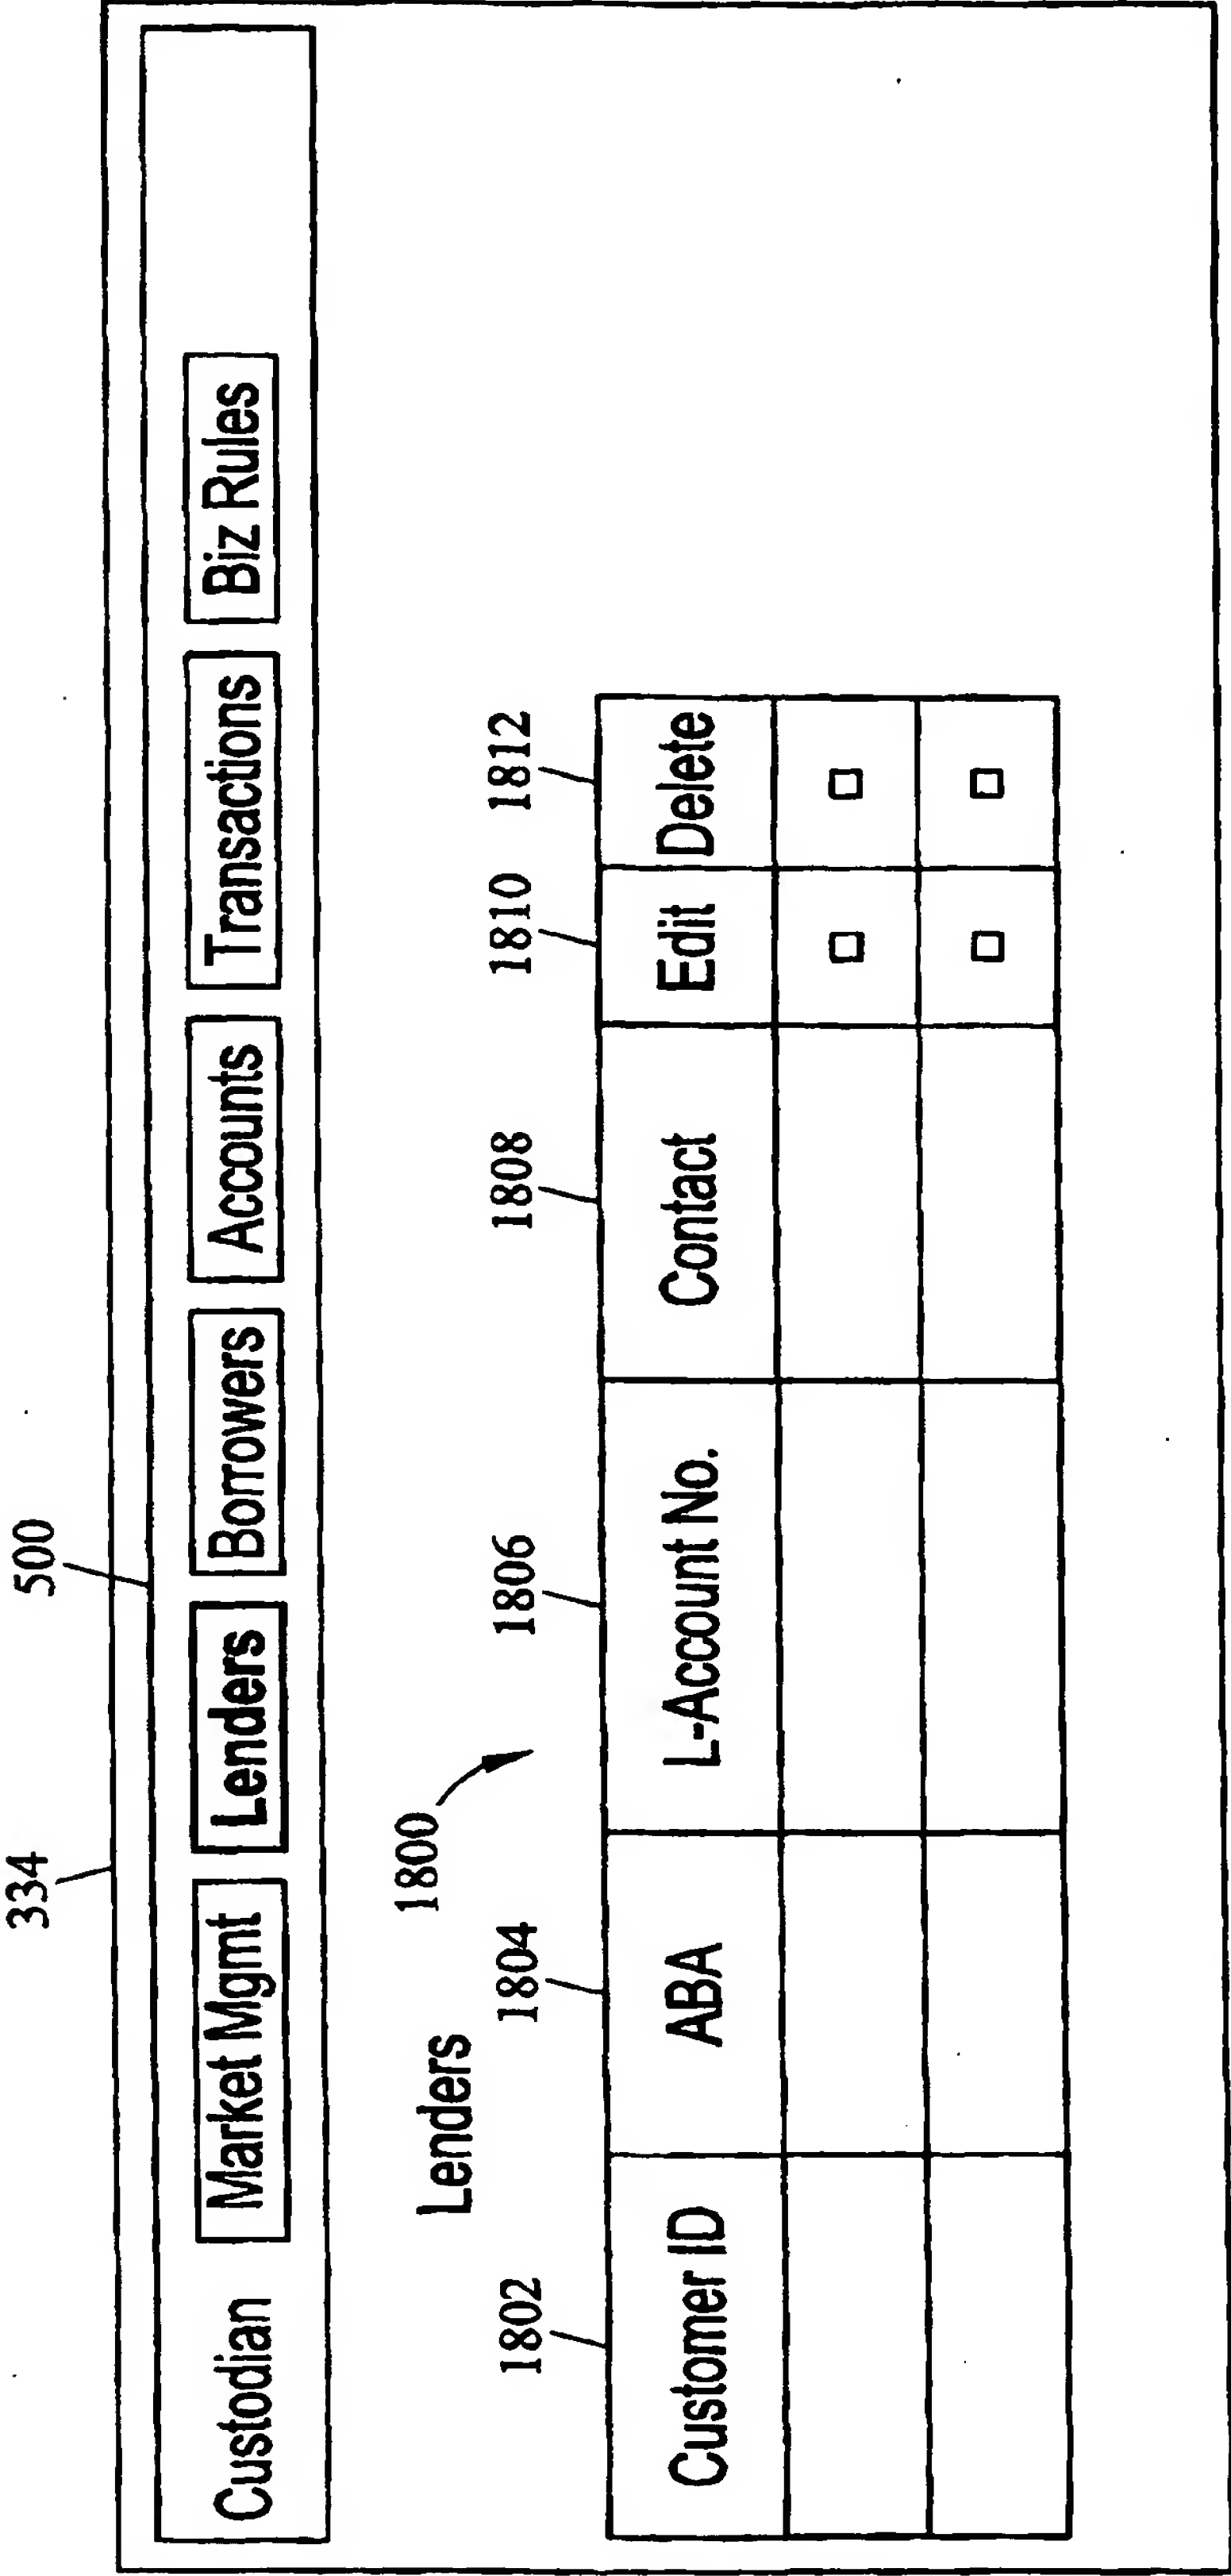 334 500
Custodian Market Mgmt Lenders Borrowers Accounts Transactions Biz Rules
Lenders 1800
1802 1804 1806 1808 1810 1812
Customer ID ABA L-Account No. Contact Edit Delete